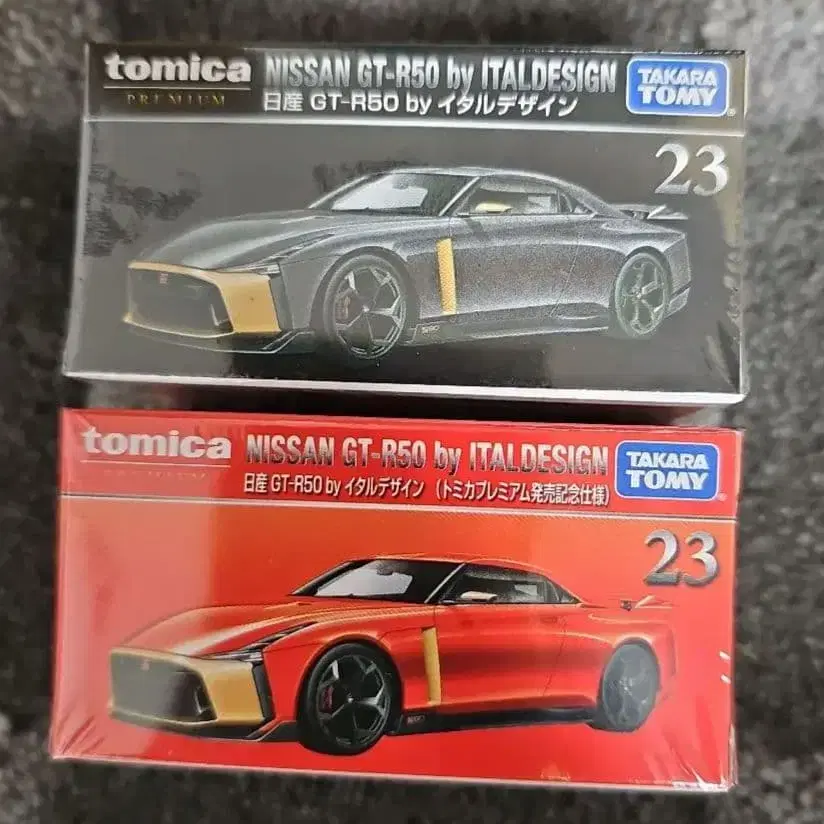 tomica
PREMIUM
NISSAN GT-R50 by ITALDESIGN
日産 GT-R50 by イタルデザイン
TAKARA
TOMY
23
tomica
NISSAN GT-R50 by ITALDESIGN
日産 GT-R50 by イタルデザイン (トミカプレミアム発売記念仕様)
TAKARA
TOMY
23